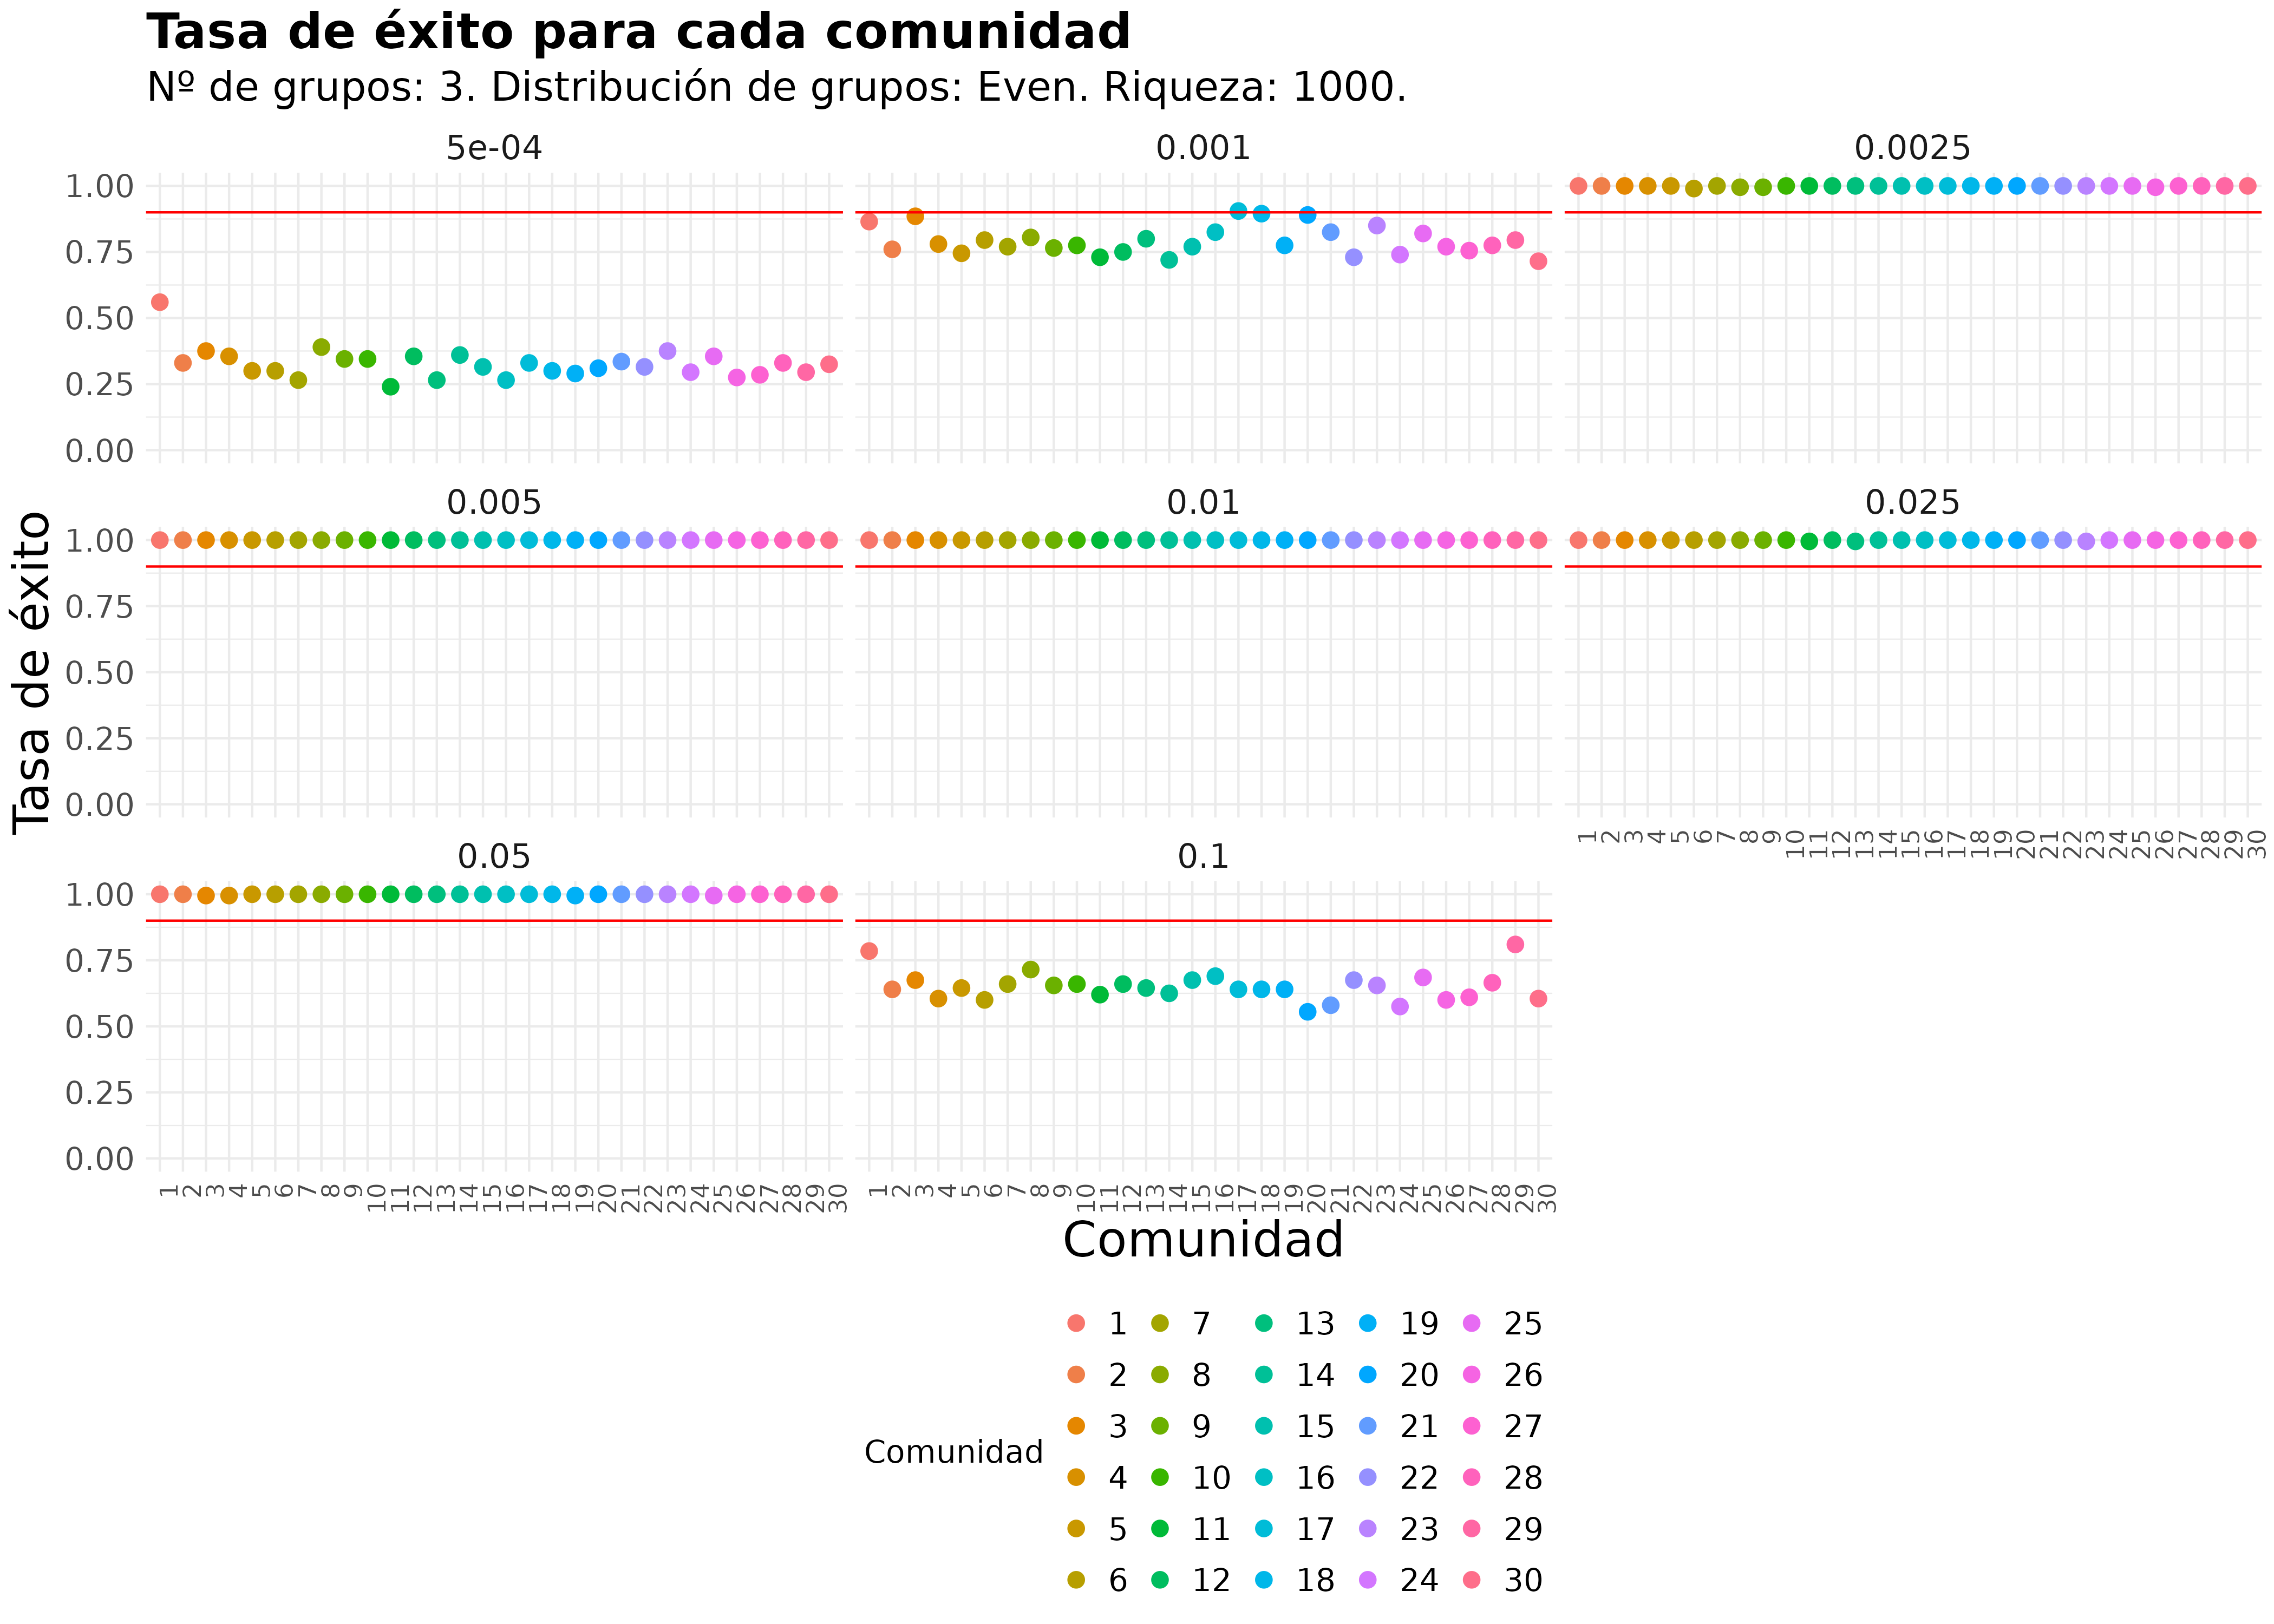 Tasa de éxito para cada comunidad
Nº de grupos: 3. Distribución de grupos: Even. Riqueza: 1000.
5e-04 0.001 0.0025
1.00
0.75
0.50
0.25
0.00
0.005 0.01 0.025
1.00
0.75
0.50
0.25
0.00
1 2 3 4 5 6 7 8 9 10 11 12 13 14 15 16 17 18 19 20 21 22 23 24 25 26 27 28 29 30
0.05 0.1
1.00
0.75
0.50
0.25
0.00
1 2 3 4 5 6 7 8 9 10 11 12 13 14 15 16 17 18 19 20 21 22 23 24 25 26 27 28 29 30
1 2 3 4 5 6 7 8 9 10 11 12 13 14 15 16 17 18 19 20 21 22 23 24 25 26 27 28 29 30
Tasa de éxito
Comunidad
Comunidad
1 7 13 19 25
2 8 14 20 26
3 9 15 21 27
4 10 16 22 28
5 11 17 23 29
6 12 18 24 30